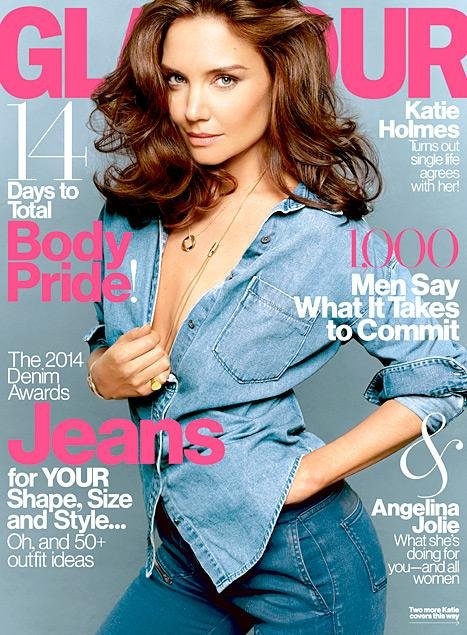 GLAMOUR
14
Days to
Total
Body
Pride!
The 2014
Denim
Awards
Jeans
for YOUR
Shape, Size
and Style...
Oh, and 50+
outfit ideas
Katie
Holmes
Turns out
single life
agrees
with her!
1,000
Men Say
What It Takes
to Commit
&
Angelina
Jolie
What she's
doing for
you—and all
women
Two more Katie
covers this way